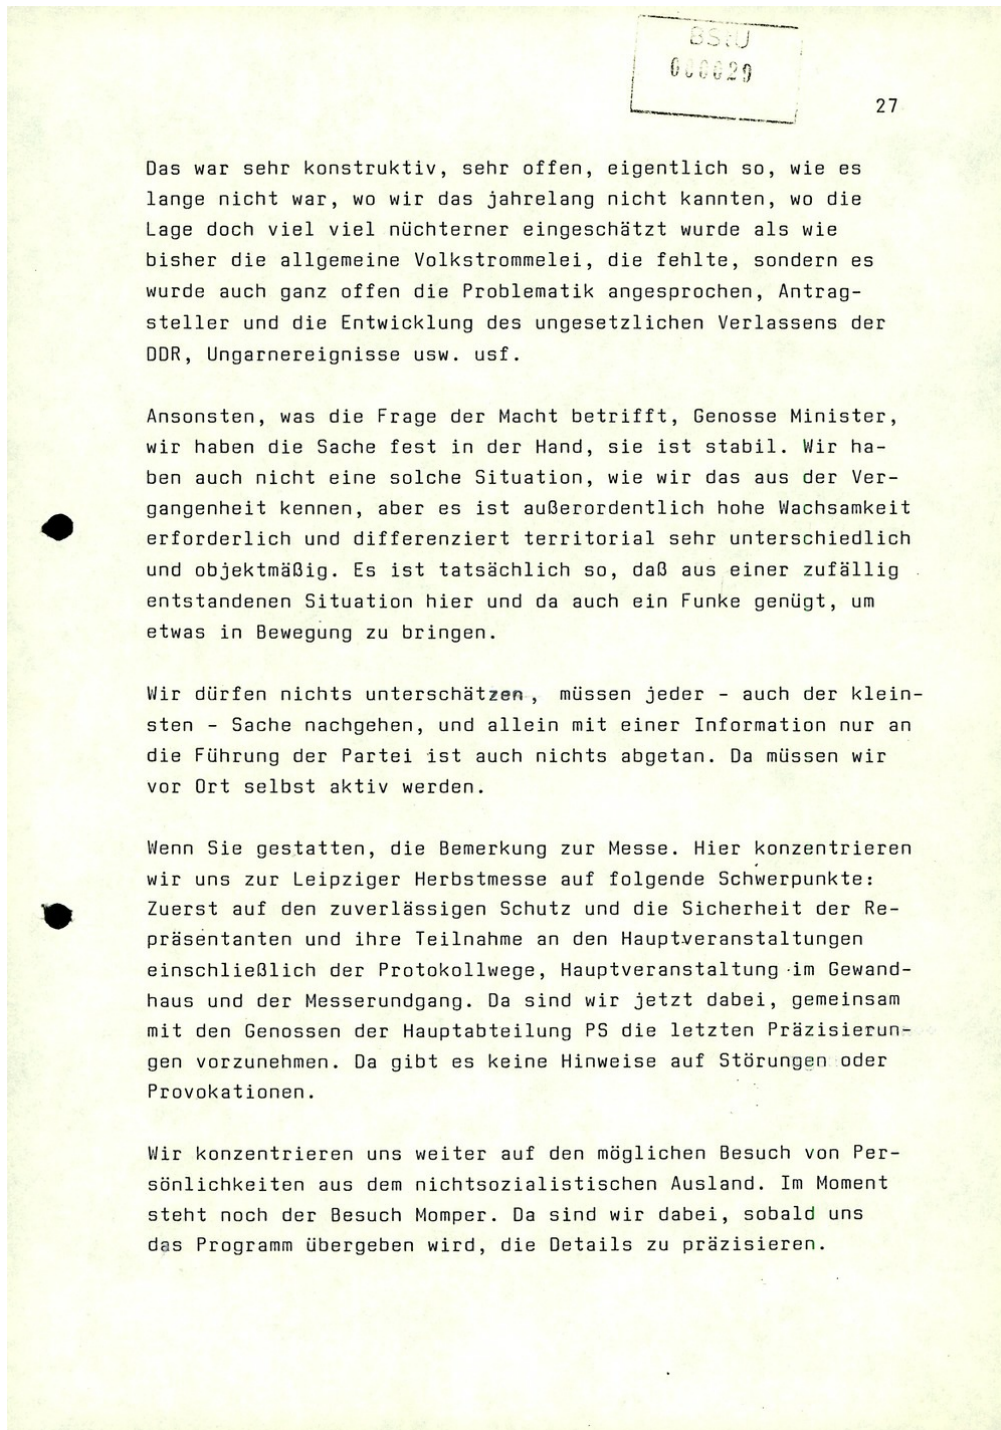 BStU
000029
27
Das war sehr konstruktiv, sehr offen, eigentlich so, wie es
lange nicht war, wo wir das jahrelang nicht kannten, wo die
Lage doch viel viel nüchterner eingeschätzt wurde als wie
bisher die allgemeine Volkstrommelei, die fehlte, sondern es
wurde auch ganz offen die Problematik angesprochen, Antrag-
steller und die Entwicklung des ungesetzlichen Verlassens der
DDR, Ungarnereignisse usw. usf.
Ansonsten, was die Frage der Macht betrifft, Genosse Minister,
wir haben die Sache fest in der Hand, sie ist stabil. Wir ha-
ben auch nicht eine solche Situation, wie wir das aus der Ver-
gangenheit kennen, aber es ist außerordentlich hohe Wachsamkeit
erforderlich und differenziert territorial sehr unterschiedlich
und objektmäßig. Es ist tatsächlich so, daß aus einer zufällig
entstandenen Situation hier und da auch ein Funke genügt, um
etwas in Bewegung zu bringen.
Wir dürfen nichts unterschätzen, müssen jeder - auch der klein-
sten - Sache nachgehen, und allein mit einer Information nur an
die Führung der Partei ist auch nichts abgetan. Da müssen wir
vor Ort selbst aktiv werden.
Wenn Sie gestatten, die Bemerkung zur Messe. Hier konzentrieren
wir uns zur Leipziger Herbstmesse auf folgende Schwerpunkte:
Zuerst auf den zuverlässigen Schutz und die Sicherheit der Re-
präsentanten und ihre Teilnahme an den Hauptveranstaltungen
einschließlich der Protokollwege, Hauptveranstaltung im Gewand-
haus und der Messerundgang. Da sind wir jetzt dabei, gemeinsam
mit den Genossen der Hauptabteilung PS die letzten Präzisierun-
gen vorzunehmen. Da gibt es keine Hinweise auf Störungen oder
Provokationen.
Wir konzentrieren uns weiter auf den möglichen Besuch von Per-
sönlichkeiten aus dem nichtsozialistischen Ausland. Im Moment
steht noch der Besuch Momper. Da sind wir dabei, sobald uns
das Programm übergeben wird, die Details zu präzisieren.